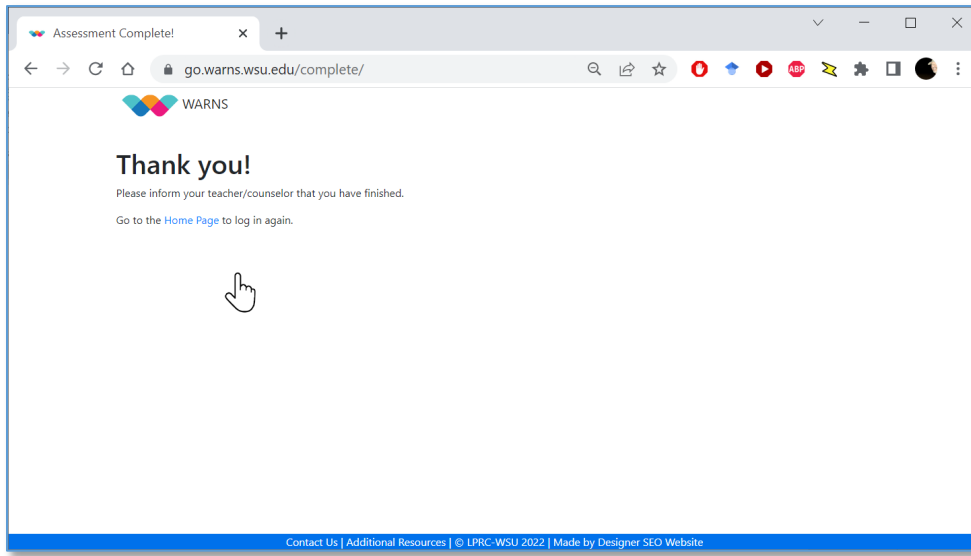 Assessment Complete!
go.warns.wsu.edu/complete/
ABP
WARNS
Thank you!
Please inform your teacher/counselor that you have finished.
Go to the Home Page to log in again.
Contact Us | Additional Resources | © LPRC-WSU 2022 | Made by Designer SEO Website